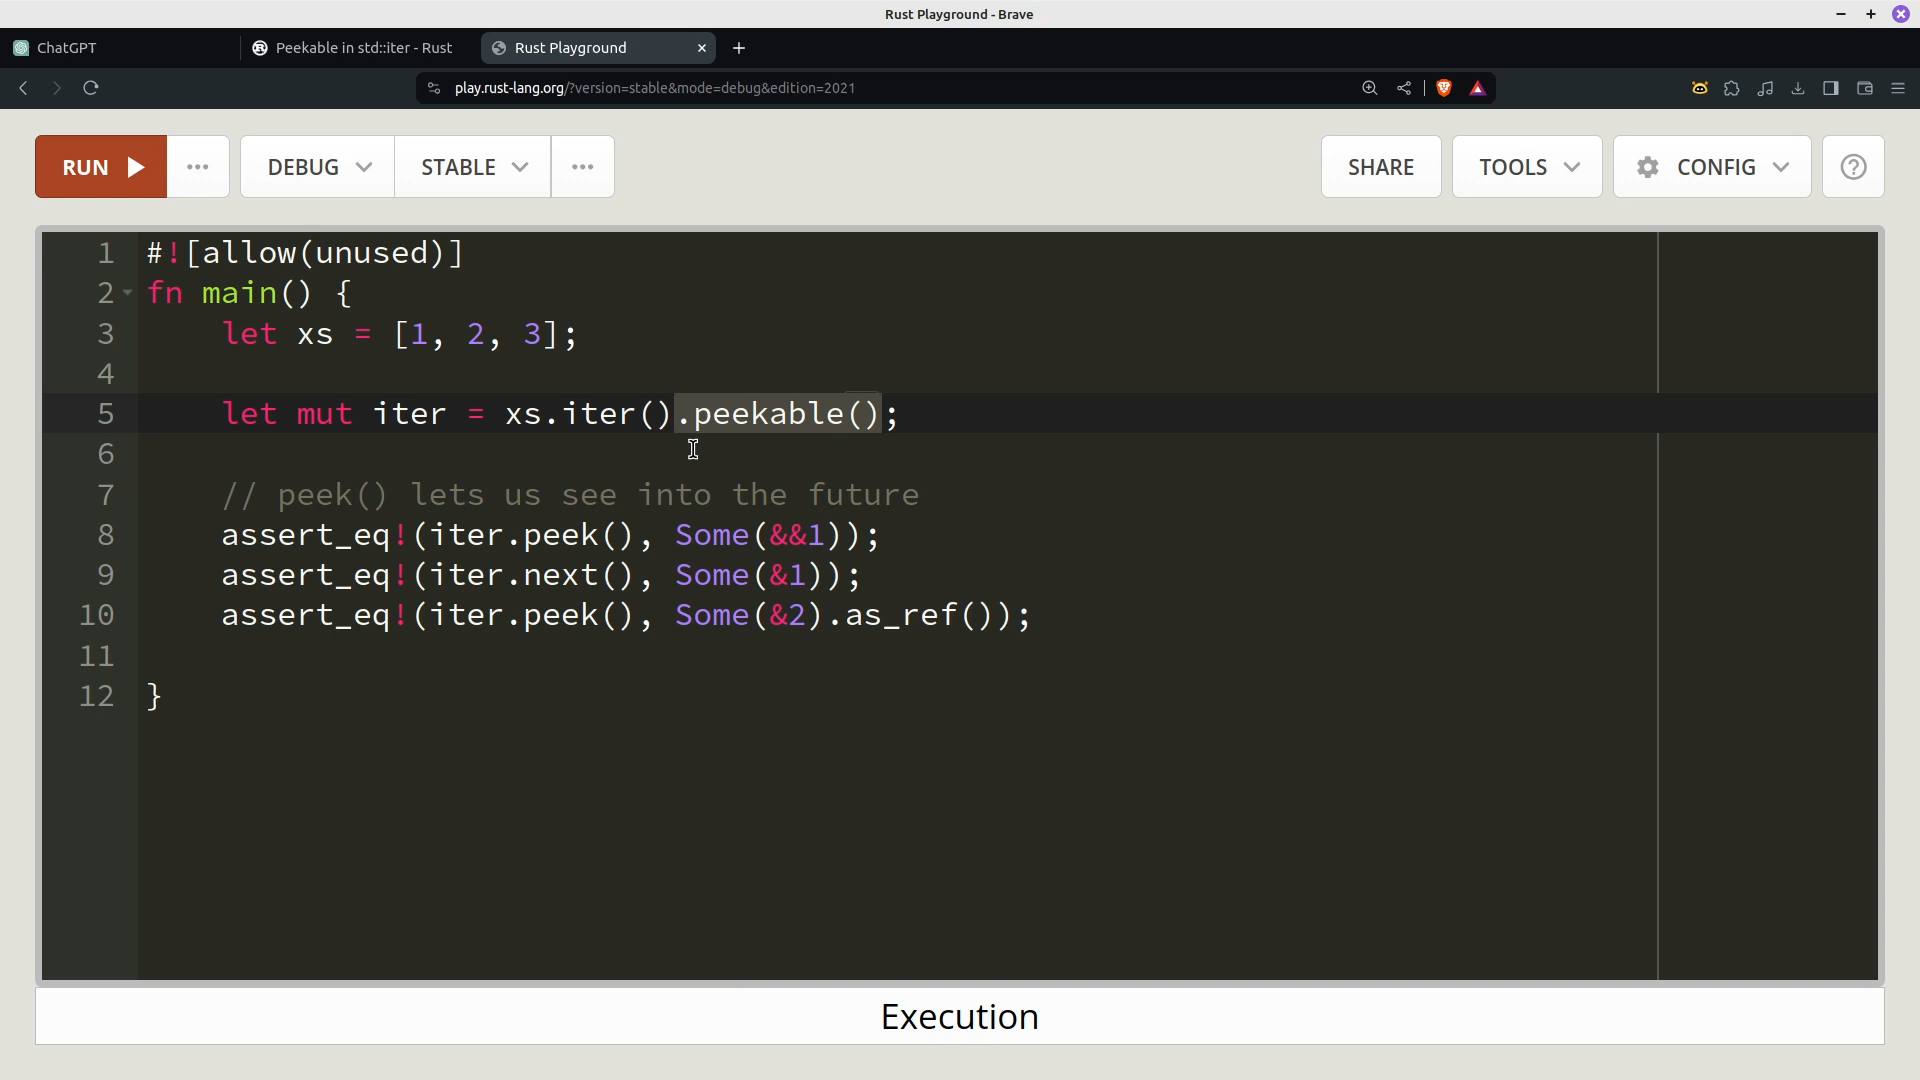 Rust Playground - Brave
ChatGPT
Peekable in std::iter - Rust
Rust Playground
play.rust-lang.org/?version=stable&mode=debug&edition=2021
RUN
DEBUG
STABLE
SHARE
TOOLS
CONFIG
1 #![allow(unused)]
2 fn main() {
3     let xs = [1, 2, 3];
4
5     let mut iter = xs.iter().peekable();
6
7     // peek() lets us see into the future
8     assert_eq!(iter.peek(), Some(&&1));
9     assert_eq!(iter.next(), Some(&1));
10     assert_eq!(iter.peek(), Some(&2).as_ref());
11
12 }
Execution